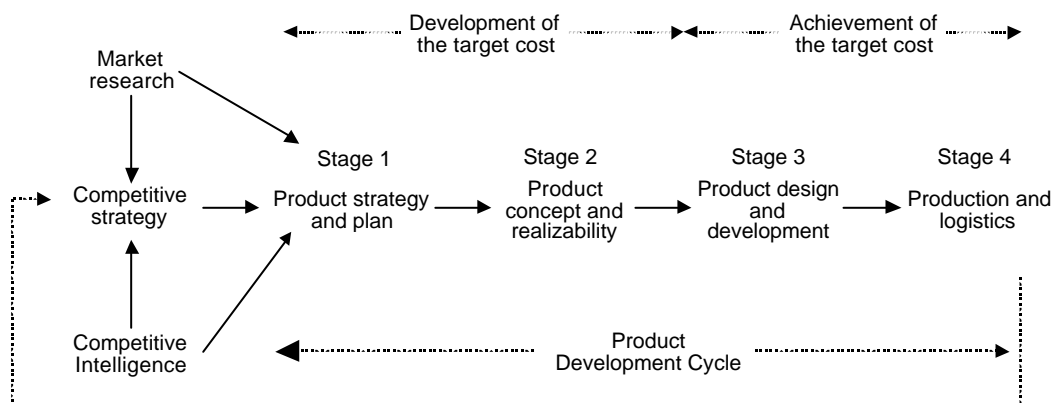 Development of
the target cost
Achievement of
the target cost
Market
research
Stage 1
Stage 2
Stage 3
Stage 4
Competitive
strategy
Product strategy
and plan
Product
concept and
realizability
Product design
and
development
Production and
logistics
Competitive
Intelligence
Product
Development Cycle